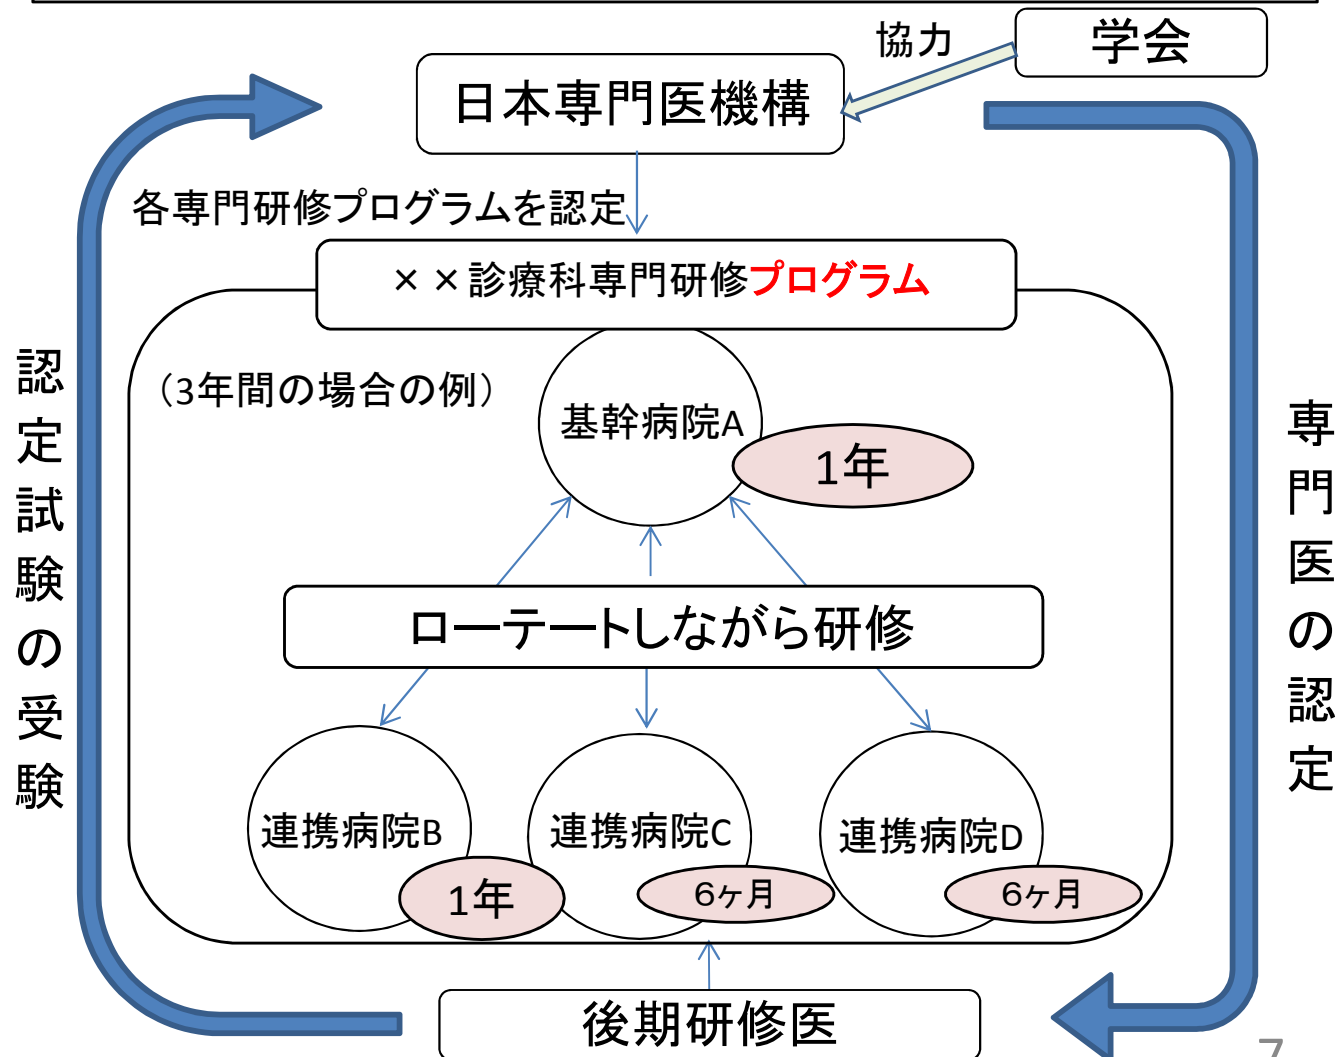 協力
学会
日本専門医機構
各専門研修プログラムを認定
××診療科専門研修プログラム
（3年間の場合の例）
基幹病院A
1年
ローテートしながら研修
連携病院B
1年
連携病院C
6ヶ月
連携病院D
6ヶ月
後期研修医
認定試験の受験
専門医の認定
7